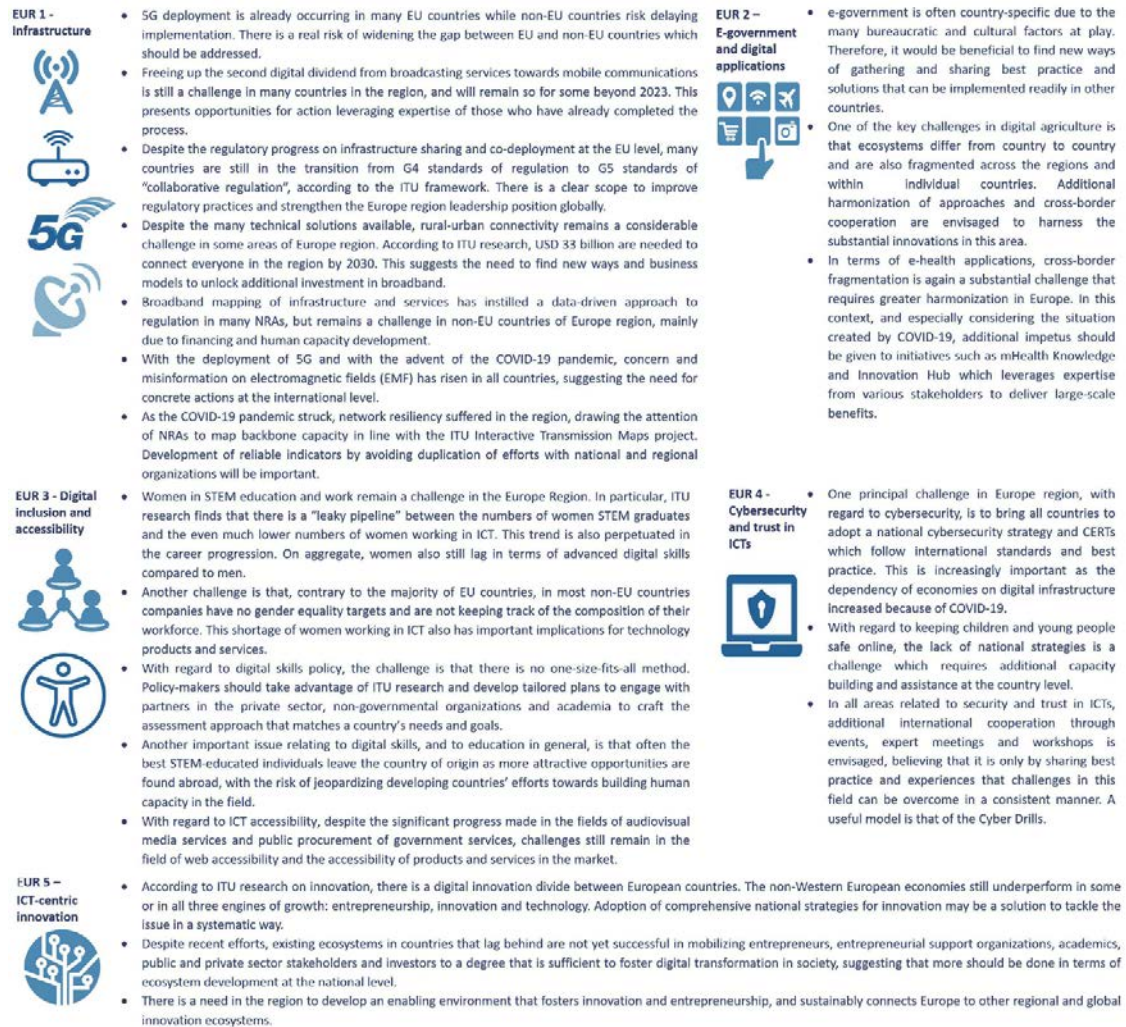 EUR 1 -
Infrastructure
• 5G deployment is already occurring in many EU countries while non-EU countries risk delaying
implementation. There is a real risk of widening the gap between EU and non-EU countries which
should be addressed.
• Freeing up the second digital dividend from broadcasting services towards mobile communications
is still a challenge in many countries in the region, and will remain so for some beyond 2023. This
presents opportunities for action leveraging expertise of those who have already completed the
process.
• Despite the regulatory progress on infrastructure sharing and co-deployment at the EU level, many
countries are still in the transition from G4 standards of regulation to G5 standards of
"collaborative regulation", according to the ITU framework. There is a clear scope to improve
regulatory practices and strengthen the Europe region leadership position globally.
5G
• Despite the many technical solutions available, rural-urban connectivity remains a considerable
challenge in some areas of Europe region. According to ITU research, USD 33 billion are needed to
connect everyone in the region by 2030. This suggests the need to find new ways and business
models to unlock additional investment in broadband.
• Broadband mapping of infrastructure and services has instilled a data-driven approach to
regulation in many NRAs, but remains a challenge in non-EU countries of Europe region, mainly
due to financing and human capacity development.
• With the deployment of 5G and with the advent of the COVID-19 pandemic, concern and
misinformation on electromagnetic fields (EMF) has risen in all countries, suggesting the need for
concrete actions at the international level.
• As the COVID-19 pandemic struck, network resiliency suffered in the region, drawing the attention
of NRAs to map backbone capacity in line with the ITU Interactive Transmission Maps project.
Development of reliable indicators by avoiding duplication of efforts with national and regional
organizations will be important.
EUR 2 –
E-government
and digital
applications
• e-government is often country-specific due to the
many bureaucratic and cultural factors at play.
Therefore, it would be beneficial to find new ways
of gathering and sharing best practice and
solutions that can be implemented readily in other
countries.
• One of the key challenges in digital agriculture is
that ecosystems differ from country to country
and are also fragmented across the regions and
within individual countries. Additional
harmonization of approaches and cross-border
cooperation are envisaged to harness the
substantial innovations in this area.
• In terms of e-health applications, cross-border
fragmentation is again a substantial challenge that
requires greater harmonization in Europe. In this
context, and especially considering the situation
created by COVID-19, additional impetus should
be given to initiatives such as mHealth Knowledge
and Innovation Hub which leverages expertise
from various stakeholders to deliver large-scale
benefits.
EUR 3 - Digital
inclusion and
accessibility
• Women in STEM education and work remain a challenge in the Europe Region. In particular, ITU
research finds that there is a "leaky pipeline" between the numbers of women STEM graduates
and the even much lower numbers of women working in ICT. This trend is also perpetuated in
the career progression. On aggregate, women also still lag in terms of advanced digital skills
compared to men.
• Another challenge is that, contrary to the majority of EU countries, in most non-EU countries
companies have no gender equality targets and are not keeping track of the composition of their
workforce. This shortage of women working in ICT also has important implications for technology
products and services.
• With regard to digital skills policy, the challenge is that there is no one-size-fits-all method.
Policy-makers should take advantage of ITU research and develop tailored plans to engage with
partners in the private sector, non-governmental organizations and academia to craft the
assessment approach that matches a country's needs and goals.
• Another important issue relating to digital skills, and to education in general, is that often the
best STEM-educated individuals leave the country of origin as more attractive opportunities are
found abroad, with the risk of jeopardizing developing countries' efforts towards building human
capacity in the field.
• With regard to ICT accessibility, despite the significant progress made in the fields of audiovisual
media services and public procurement of government services, challenges still remain in the
field of web accessibility and the accessibility of products and services in the market.
EUR 4 -
Cybersecurity
and trust in
ICTs
• One principal challenge in Europe region, with
regard to cybersecurity, is to bring all countries to
adopt a national cybersecurity strategy and CERTs
which follow international standards and best
practice. This is increasingly important as the
dependency of economies on digital infrastructure
increased because of COVID-19.
• With regard to keeping children and young people
safe online, the lack of national strategies is a
challenge which requires additional capacity
building and assistance at the country level.
• In all areas related to security and trust in ICTs,
additional international cooperation through
events, expert meetings and workshops is
envisaged, believing that it is only by sharing best
practice and experiences that challenges in this
field can be overcome in a consistent manner. A
useful model is that of the Cyber Drills.
EUR 5 –
ICT-centric
innovation
• According to ITU research on innovation, there is a digital innovation divide between European countries. The non-Western European economies still underperform in some
or in all three engines of growth: entrepreneurship, innovation and technology. Adoption of comprehensive national strategies for innovation may be a solution to tackle the
issue in a systematic way.
• Despite recent efforts, existing ecosystems in countries that lag behind are not yet successful in mobilizing entrepreneurs, entrepreneurial support organizations, academics,
public and private sector stakeholders and investors to a degree that is sufficient to foster digital transformation in society, suggesting that more should be done in terms of
ecosystem development at the national level.
• There is a need in the region to develop an enabling environment that fosters innovation and entrepreneurship, and sustainably connects Europe to other regional and global
innovation ecosystems.